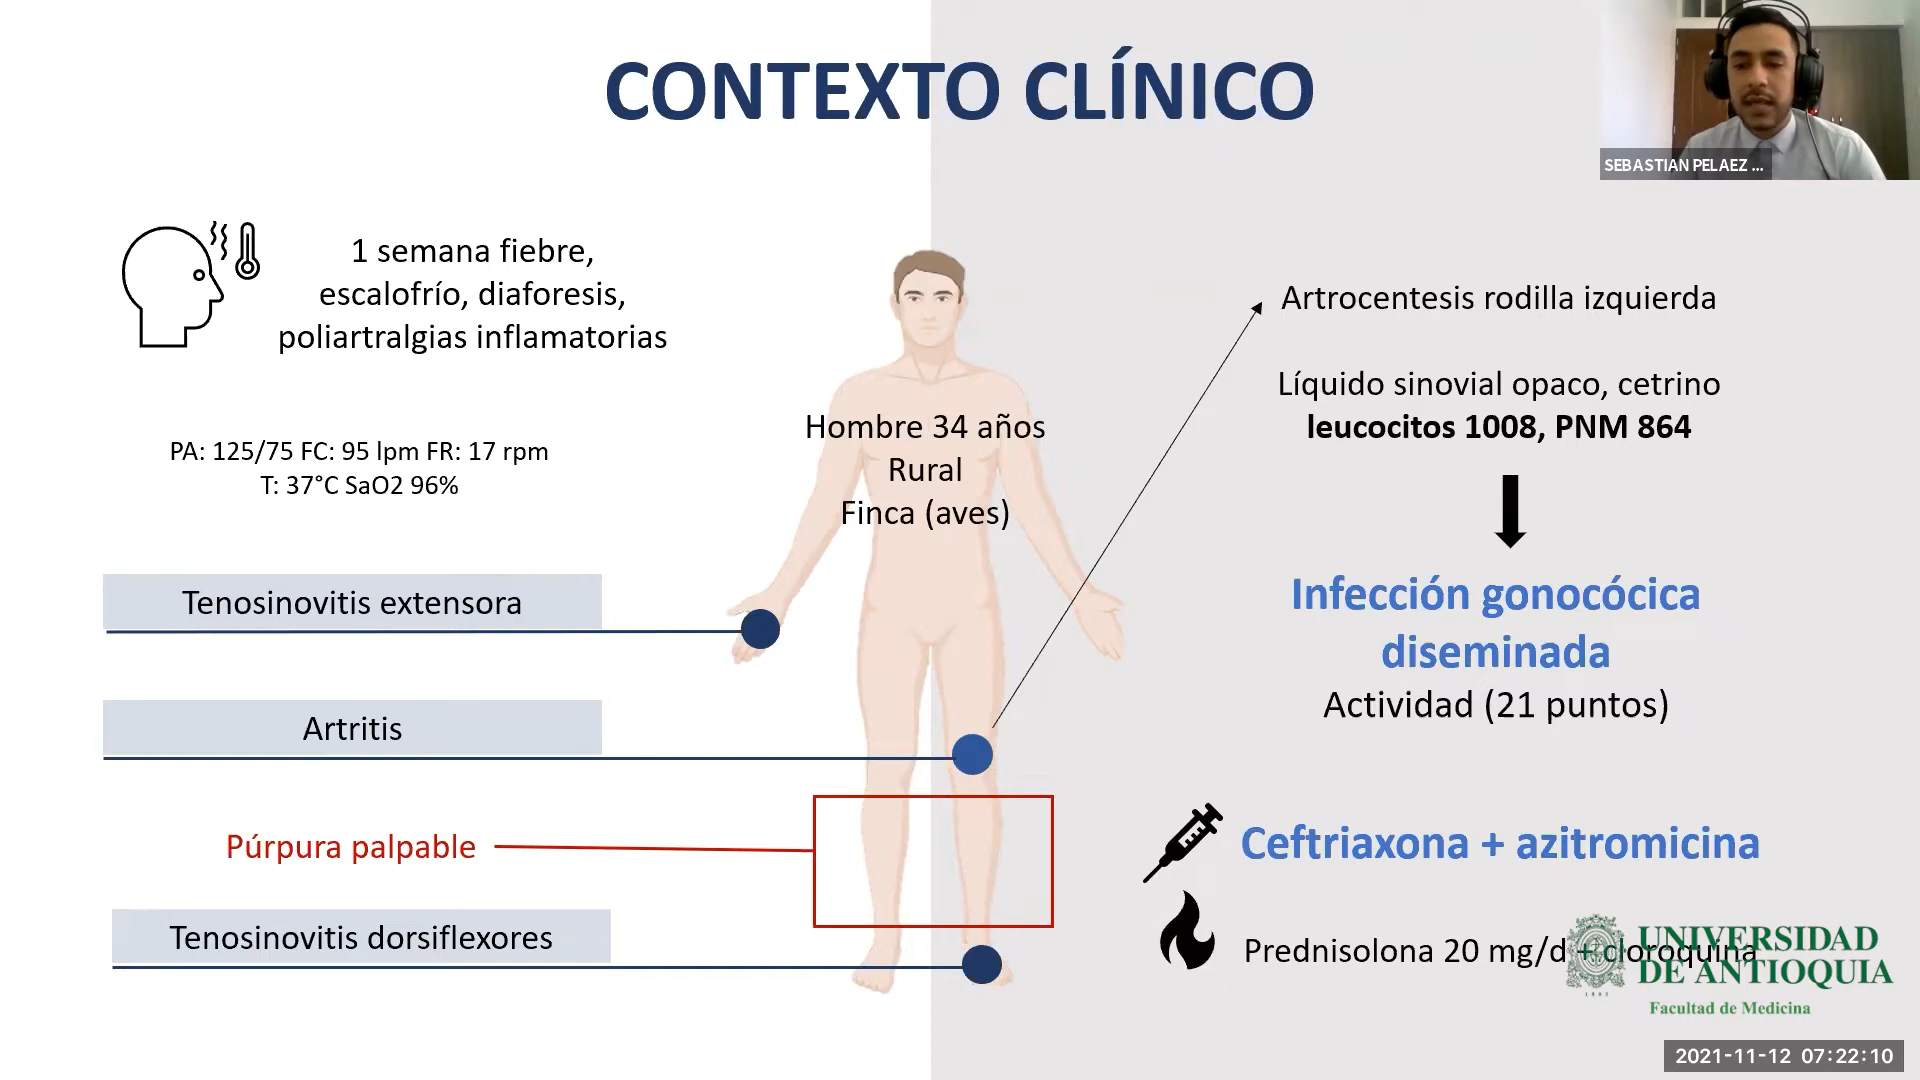 CONTEXTO CLÍNICO
SEBASTIAN PELAEZ ...
1 semana fiebre,
escalofrío, diaforesis,
poliartralgias inflamatorias
PA: 125/75 FC: 95 lpm FR: 17 rpm
T: 37°C SaO2 96%
Hombre 34 años
Rural
Finca (aves)
Tenosinovitis extensora
Artritis
Púrpura palpable
Tenosinovitis dorsiflexores
Artrocentesis rodilla izquierda
Líquido sinovial opaco, cetrino
leucocitos 1008, PNM 864
Infección gonocócica
diseminada
Actividad (21 puntos)
Ceftriaxona + azitromicina
Prednisolona 20 mg/d + cloroquina
UNIVERSIDAD
DE ANTIOQUIA
1803
Facultad de Medicina
2021-11-12 07:22:10